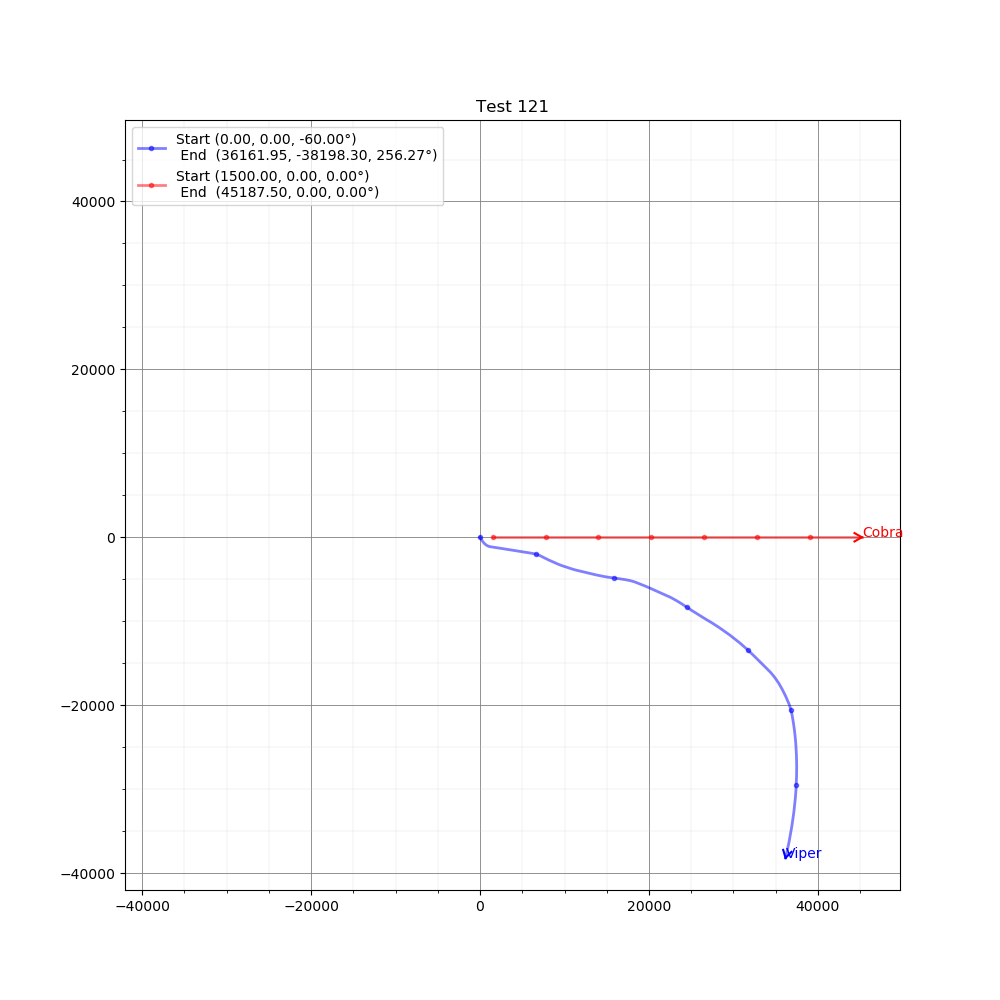 Test 121
Start (0.00, 0.00, -60.00°)
End  (36161.95, -38198.30, 256.27°)
Start (1500.00, 0.00, 0.00°)
End  (45187.50, 0.00, 0.00°)
40000
20000
0
Cobra
−20000
Viper
−40000
−40000 −20000 0 20000 40000